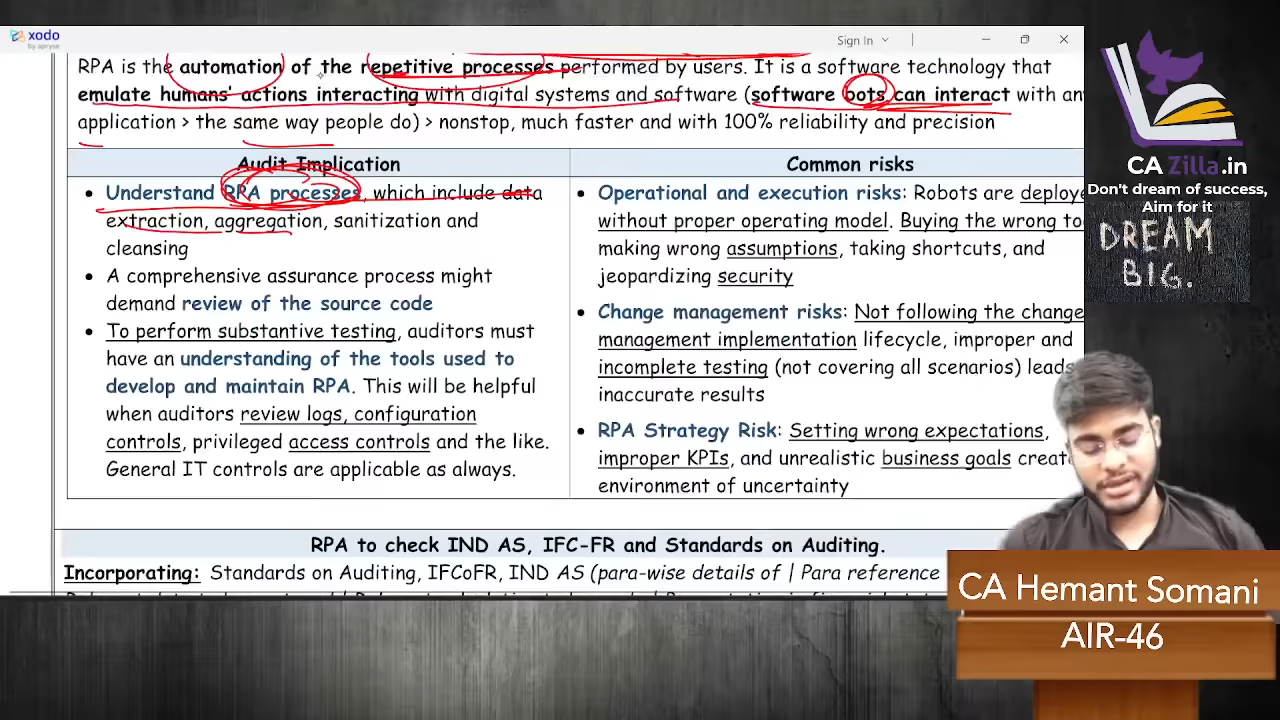 xodo
by apryse
Sign In
RPA is the automation of the repetitive processes performed by users. It is a software technology that
emulate humans' actions interacting with digital systems and software (software bots can interact with any
application > the same way people do) > nonstop, much faster and with 100% reliability and precision
Audit Implication
Common risks
Understand RPA processes, which include data
extraction, aggregation, sanitization and
cleansing
A comprehensive assurance process might
demand review of the source code
To perform substantive testing, auditors must
have an understanding of the tools used to
develop and maintain RPA. This will be helpful
when auditors review logs, configuration
controls, privileged access controls and the like.
General IT controls are applicable as always.
Operational and execution risks: Robots are deploye
without proper operating model. Buying the wrong to
making wrong assumptions, taking shortcuts, and
jeopardizing security
Change management risks: Not following the change
management implementation lifecycle, improper and
incomplete testing (not covering all scenarios) leads
inaccurate results
RPA Strategy Risk: Setting wrong expectations,
improper KPIs, and unrealistic business goals creat
environment of uncertainty
RPA to check IND AS, IFC-FR and Standards on Auditing.
Incorporating: Standards on Auditing, IFCoFR, IND AS (para-wise details of | Para reference
CA Zilla.in
Don't dream of success,
Aim for it
DREAM
BIG.
CA Hemant Somani
AIR-46